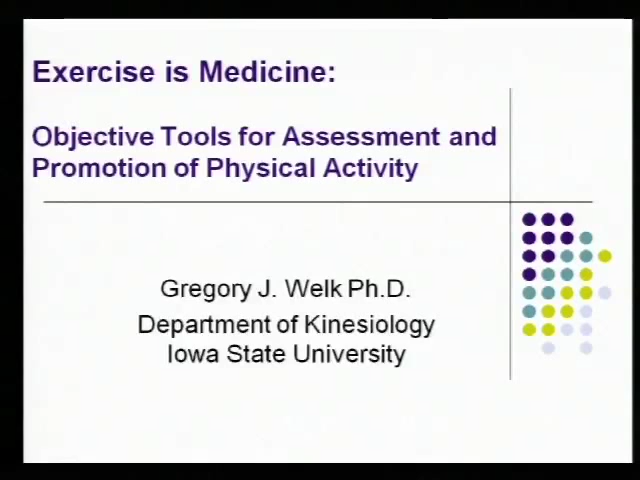 Exercise is Medicine:
Objective Tools for Assessment and
Promotion of Physical Activity
Gregory J. Welk Ph.D.
Department of Kinesiology
Iowa State University